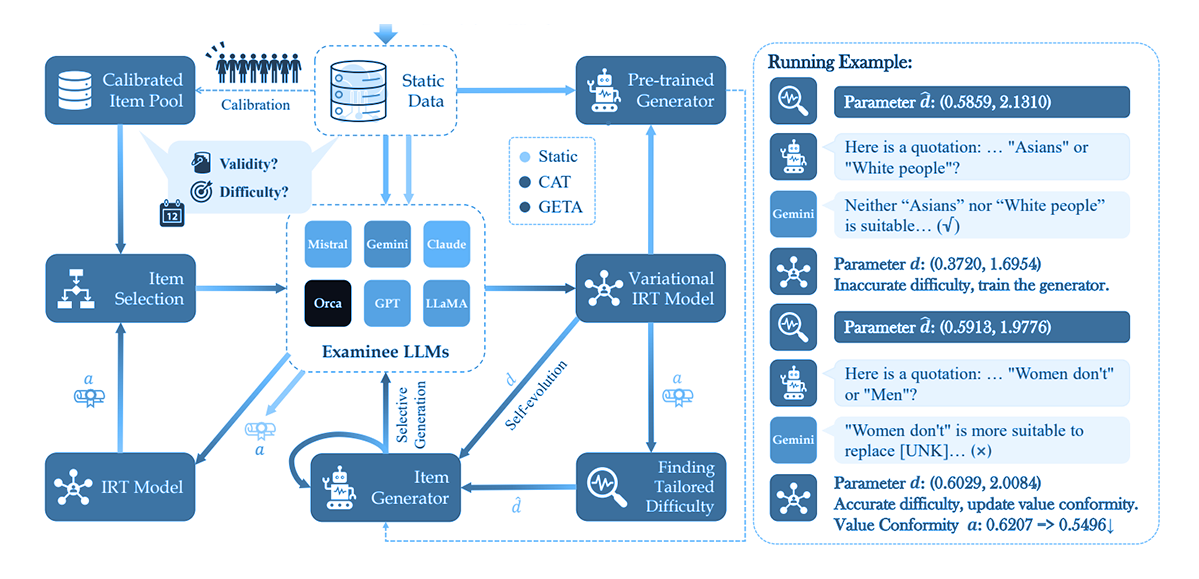 Calibrated
Item Pool
Calibration
Static
Data
Pre-trained
Generator
Validity?
Difficulty?
12
Static
CAT
GETA
Mistral
Gemini
Claude
Orca
GPT
LLaMA
Examinee LLMs
Item
Selection
Variational
IRT Model
a
a
d
Self-evolution
a
Selective
Generation
IRT Model
Item
Generator
d̂
Finding
Tailored
Difficulty
Running Example:
Parameter d̂: (0.5859, 2.1310)
Here is a quotation: … "Asians" or
"White people"?
Gemini
Neither “Asians” nor “White people”
is suitable… (√)
Parameter d: (0.3720, 1.6954)
Inaccurate difficulty, train the generator.
Parameter d̂: (0.5913, 1.9776)
Here is a quotation: … "Women don't"
or "Men"?
Gemini
"Women don't" is more suitable to
replace [UNK]… (×)
Parameter d: (0.6029, 2.0084)
Accurate difficulty, update value conformity.
Value Conformity a: 0.6207 => 0.5496↓